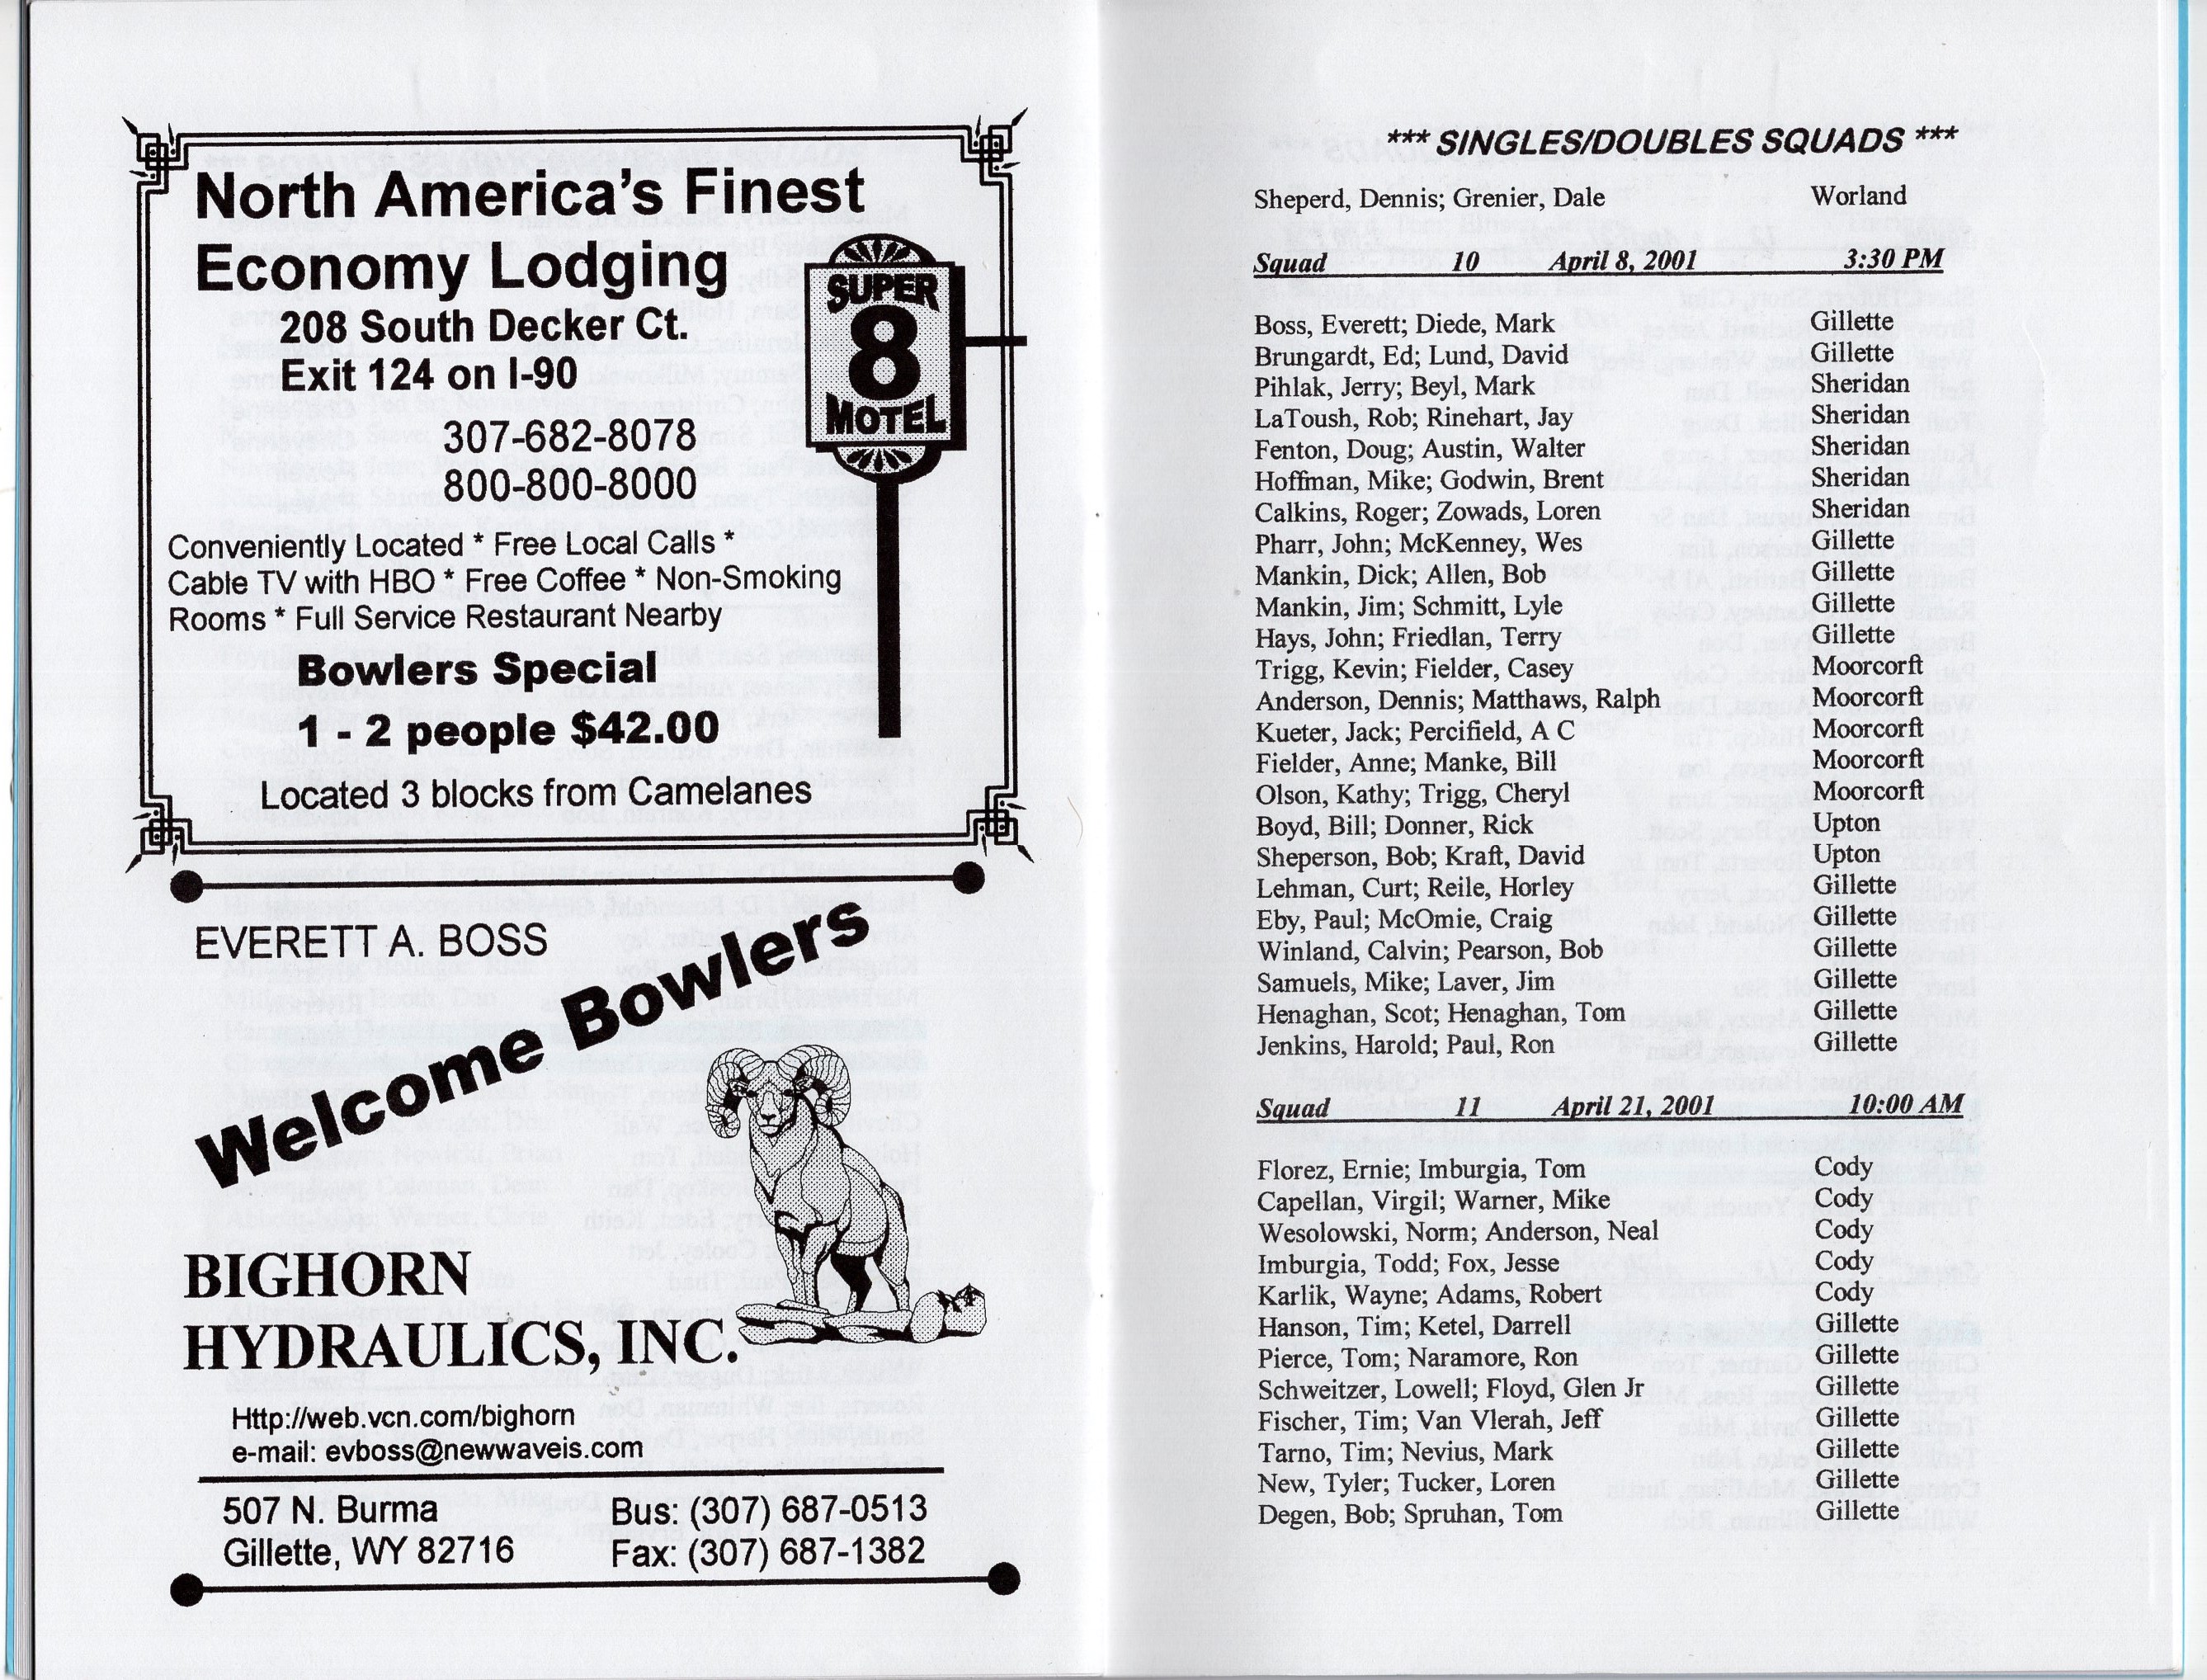 North America's Finest
Economy Lodging
208 South Decker Ct.
Exit 124 on I-90
307-682-8078
800-800-8000
SUPER
8
MOTEL
Conveniently Located * Free Local Calls *
Cable TV with HBO * Free Coffee * Non-Smoking
Rooms * Full Service Restaurant Nearby
Bowlers Special
1 - 2 people $42.00
Located 3 blocks from Camelanes
EVERETT A. BOSS
Welcome Bowlers
BIGHORN
HYDRAULICS, INC.
Http://web.vcn.com/bighorn
e-mail: evboss@newwaveis.com
507 N. Burma Bus: (307) 687-0513
Gillette, WY 82716 Fax: (307) 687-1382
*** SINGLES/DOUBLES SQUADS ***
Sheperd, Dennis; Grenier, Dale Worland
Squad 10 April 8, 2001 3:30 PM
Boss, Everett; Diede, Mark Gillette
Brungardt, Ed; Lund, David Gillette
Pihlak, Jerry; Beyl, Mark Sheridan
LaToush, Rob; Rinehart, Jay Sheridan
Fenton, Doug; Austin, Walter Sheridan
Hoffman, Mike; Godwin, Brent Sheridan
Calkins, Roger; Zowads, Loren Sheridan
Pharr, John; McKenney, Wes Gillette
Mankin, Dick; Allen, Bob Gillette
Mankin, Jim; Schmitt, Lyle Gillette
Hays, John; Friedlan, Terry Gillette
Trigg, Kevin; Fielder, Casey Moorcorft
Anderson, Dennis; Matthaws, Ralph Moorcorft
Kueter, Jack; Percifield, A C Moorcorft
Fielder, Anne; Manke, Bill Moorcorft
Olson, Kathy; Trigg, Cheryl Moorcorft
Boyd, Bill; Donner, Rick Upton
Sheperson, Bob; Kraft, David Upton
Lehman, Curt; Reile, Horley Gillette
Eby, Paul; McOmie, Craig Gillette
Winland, Calvin; Pearson, Bob Gillette
Samuels, Mike; Laver, Jim Gillette
Henaghan, Scot; Henaghan, Tom Gillette
Jenkins, Harold; Paul, Ron Gillette
Squad 11 April 21, 2001 10:00 AM
Florez, Ernie; Imburgia, Tom Cody
Capellan, Virgil; Warner, Mike Cody
Wesolowski, Norm; Anderson, Neal Cody
Imburgia, Todd; Fox, Jesse Cody
Karlik, Wayne; Adams, Robert Cody
Hanson, Tim; Ketel, Darrell Gillette
Pierce, Tom; Naramore, Ron Gillette
Schweitzer, Lowell; Floyd, Glen Jr Gillette
Fischer, Tim; Van Vlerah, Jeff Gillette
Tarno, Tim; Nevius, Mark Gillette
New, Tyler; Tucker, Loren Gillette
Degen, Bob; Spruhan, Tom Gillette